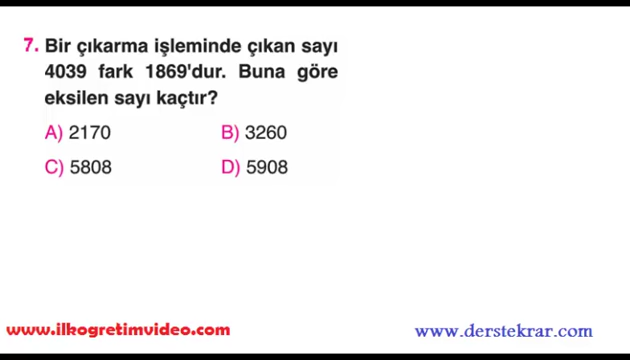 7. Bir çıkarma işleminde çıkan sayı
4039 fark 1869'dur. Buna göre
eksilen sayı kaçtır?
A) 2170 B) 3260
C) 5808 D) 5908
www.ilkogretimvideo.com www.derstekrar.com